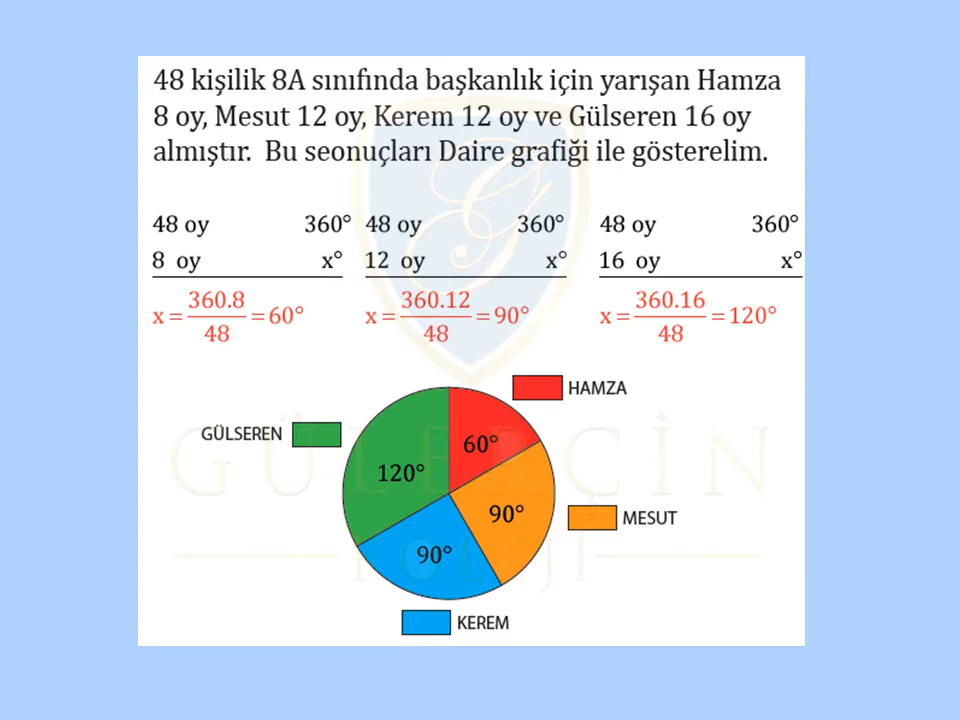 48 kişilik 8A sınıfında başkanlık için yarışan Hamza
8 oy, Mesut 12 oy, Kerem 12 oy ve Gülseren 16 oy
almıştır. Bu seonuçları Daire grafiği ile gösterelim.
48 oy 360° 48 oy 360° 48 oy 360°
8 oy x° 12 oy x° 16 oy x°
x = 360.8/48 = 60° x = 360.12/48 = 90° x = 360.16/48 = 120°
HAMZA
GÜLSEREN
60°
120°
90°
MESUT
90°
KEREM
GÜLERÇİN